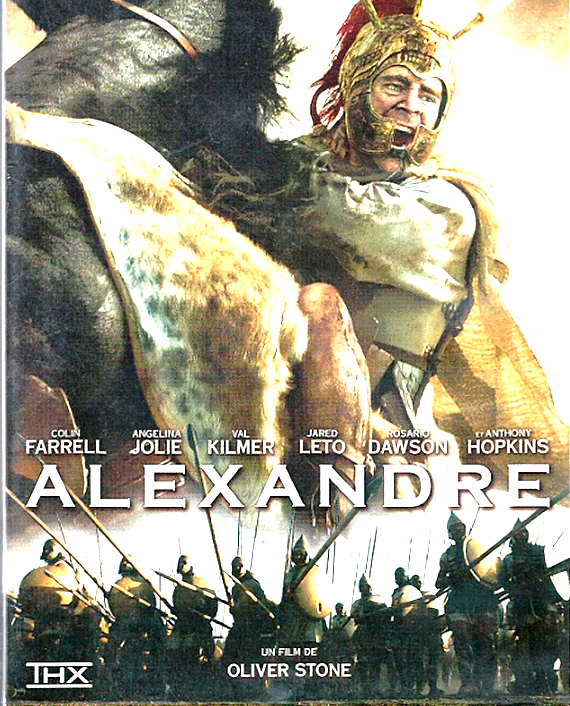 COLIN FARRELL
ANGELINA JOLIE
VAL KILMER
JARED LETO
ROSARIO DAWSON
ET ANTHONY HOPKINS
ALEXANDRE
UN FILM DE
OLIVER STONE
THX